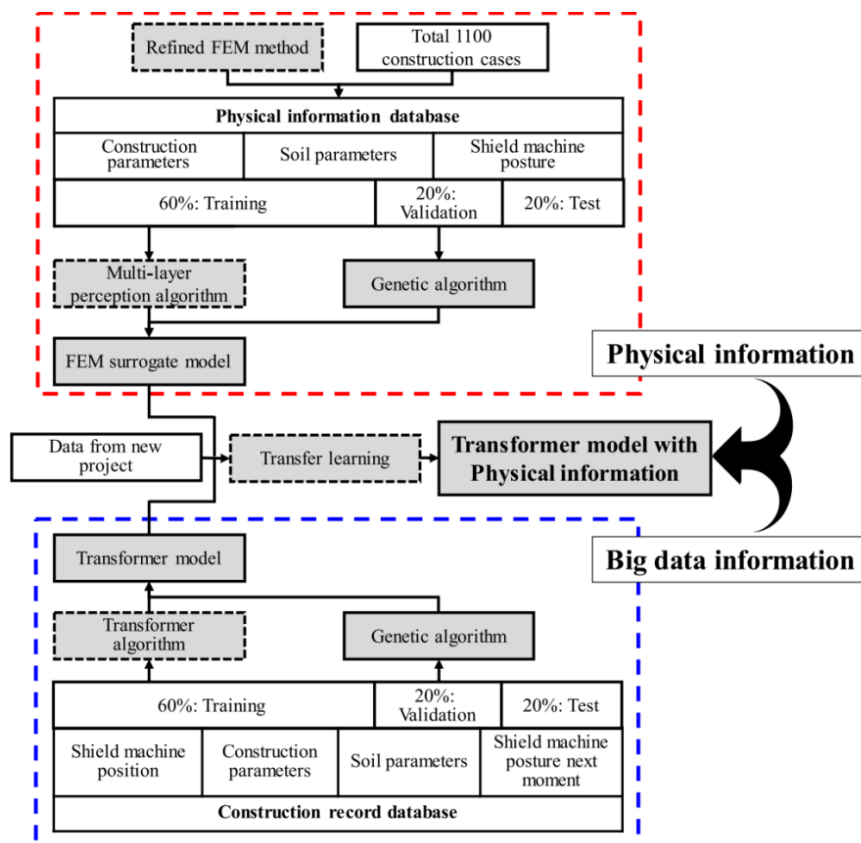 Refined FEM method
Total 1100
construction cases
Physical information database
Construction
parameters
Soil parameters
Shield machine
posture
60%: Training
20%:
Validation
20%: Test
Multi-layer
perception algorithm
Genetic algorithm
FEM surrogate model
Physical information
Data from new
project
Transfer learning
Transformer model with
Physical information
Big data information
Transformer model
Transformer
algorithm
Genetic algorithm
60%: Training
20%:
Validation
20%: Test
Shield machine
position
Construction
parameters
Soil parameters
Shield machine
posture next
moment
Construction record database